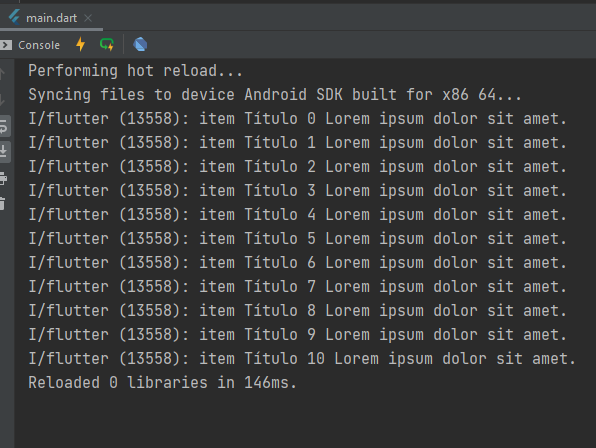 main.dart
Console
Performing hot reload...
Syncing files to device Android SDK built for x86 64...
I/flutter (13558): item Título 0 Lorem ipsum dolor sit amet.
I/flutter (13558): item Título 1 Lorem ipsum dolor sit amet.
I/flutter (13558): item Título 2 Lorem ipsum dolor sit amet.
I/flutter (13558): item Título 3 Lorem ipsum dolor sit amet.
I/flutter (13558): item Título 4 Lorem ipsum dolor sit amet.
I/flutter (13558): item Título 5 Lorem ipsum dolor sit amet.
I/flutter (13558): item Título 6 Lorem ipsum dolor sit amet.
I/flutter (13558): item Título 7 Lorem ipsum dolor sit amet.
I/flutter (13558): item Título 8 Lorem ipsum dolor sit amet.
I/flutter (13558): item Título 9 Lorem ipsum dolor sit amet.
I/flutter (13558): item Título 10 Lorem ipsum dolor sit amet.
Reloaded 0 libraries in 146ms.